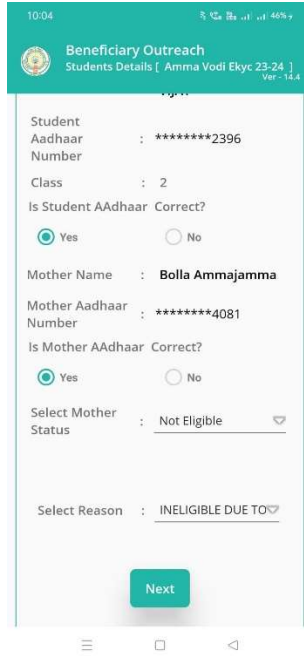 10:04 46%
Beneficiary Outreach
Students Details [ Amma Vodi Ekyc 23-24 ]
Ver - 14.4
Student
Aadhaar : ********2396
Number
Class : 2
Is Student AAdhaar Correct?
Yes No
Mother Name : Bolla Ammajamma
Mother Aadhaar
Number : ********4081
Is Mother AAdhaar Correct?
Yes No
Select Mother
Status : Not Eligible
Select Reason : INELIGIBLE DUE TO
Next